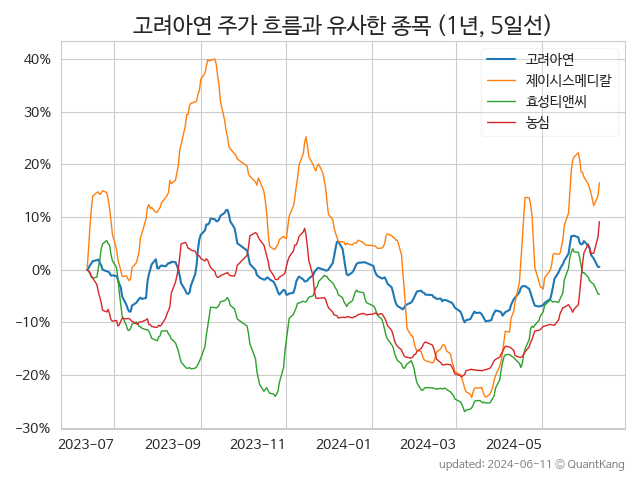 고려아연 주가 흐름과 유사한 종목 (1년, 5일선)
고려아연
제이시스메디칼
효성티앤씨
농심
40%
30%
20%
10%
0%
−10%
−20%
−30%
2023-07 2023-09 2023-11 2024-01 2024-03 2024-05
updated: 2024-06-11 © QuantKang